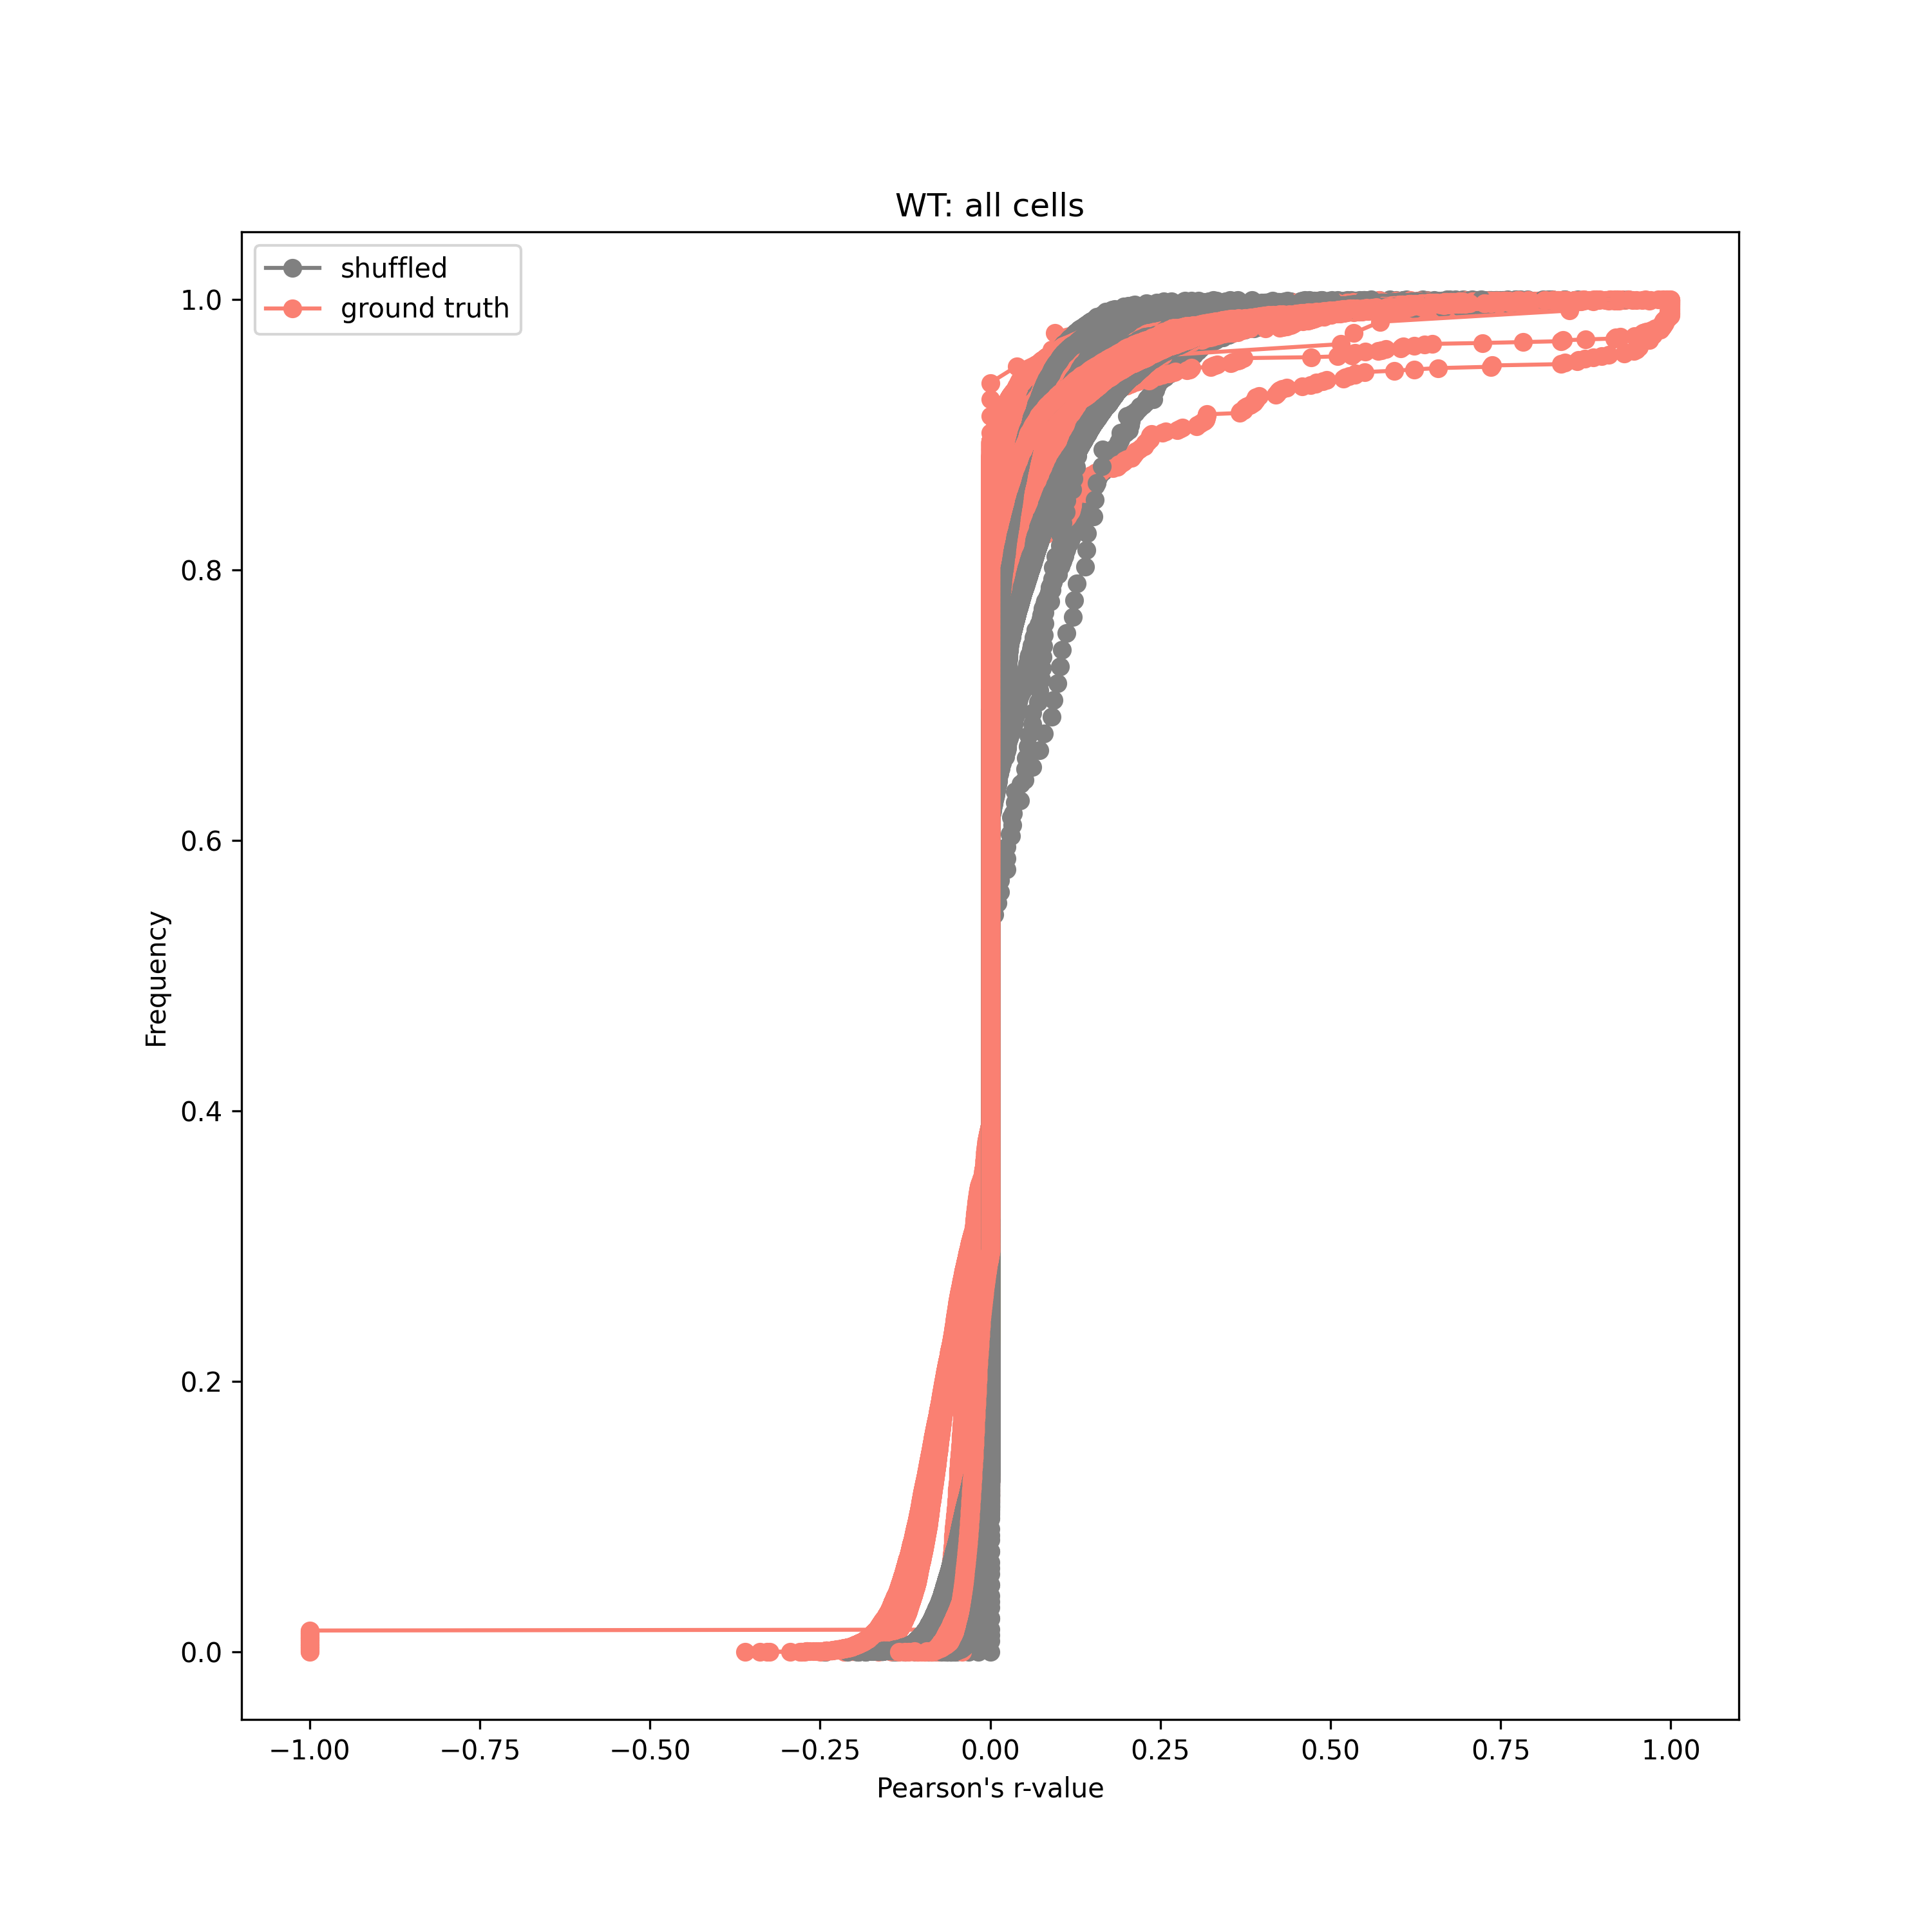 WT: all cells
shuffled
ground truth
1.0
0.8
0.6
0.4
0.2
0.0
Frequency
−1.00 −0.75 −0.50 −0.25 0.00 0.25 0.50 0.75 1.00
Pearson's r-value